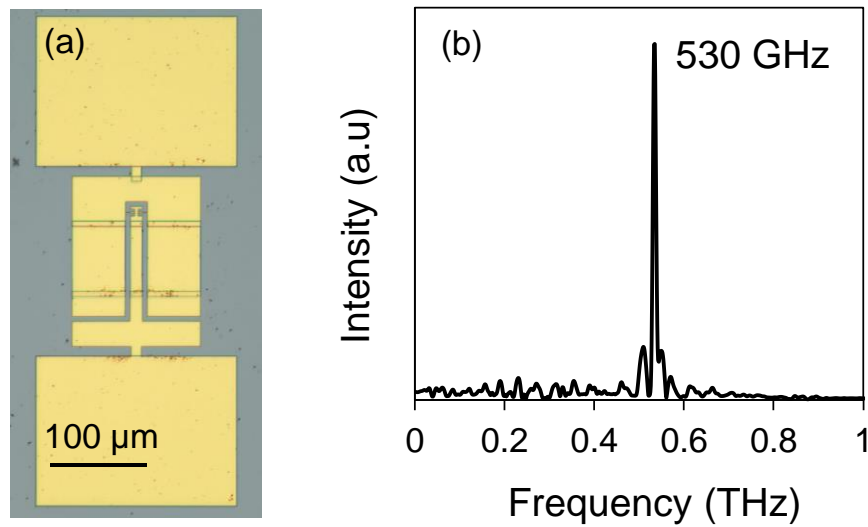 (a)
100 μm
(b)
530 GHz
Intensity (a.u)
0
0.2
0.4
0.6
0.8
1
Frequency (THz)